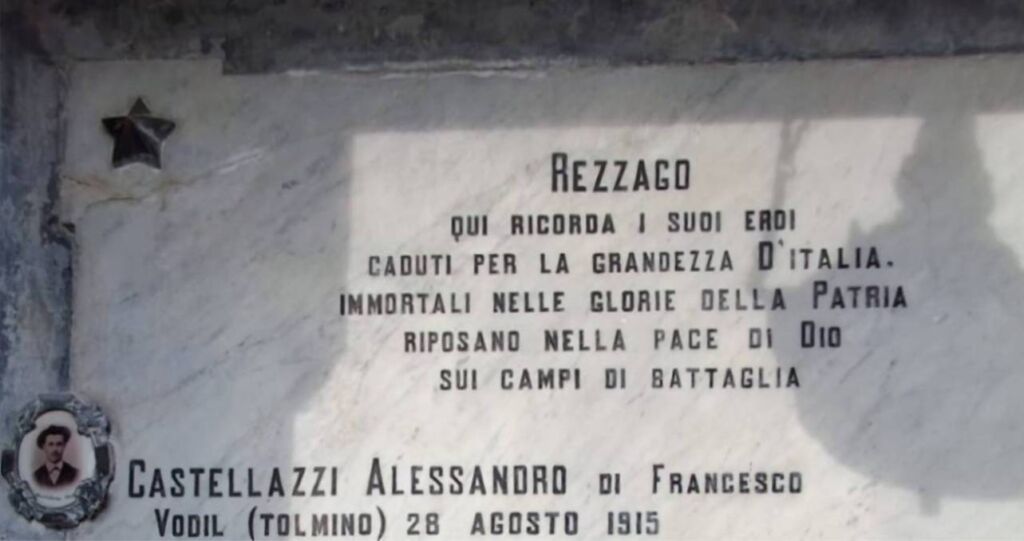 REZZAGO
QUI RICORDA I SUOI EROI
CADUTI PER LA GRANDEZZA D'ITALIA.
IMMORTALI NELLE GLORIE DELLA PATRIA
RIPOSANO NELLA PACE DI DIO
SUI CAMPI DI BATTAGLIA
CASTELLAZZI ALESSANDRO DI FRANCESCO
VODIL (TOLMINO) 28 AGOSTO 1915